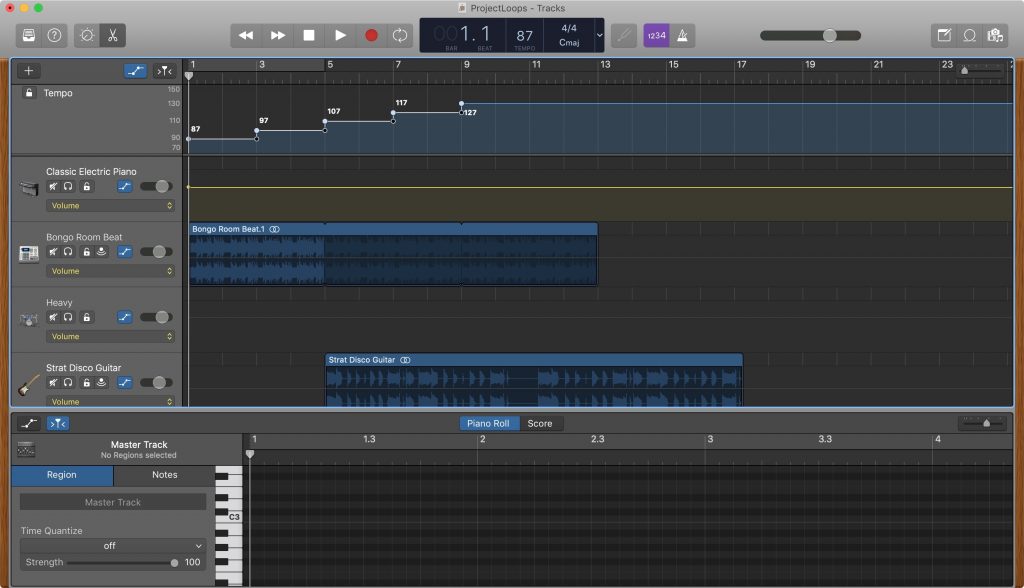 ProjectLoops - Tracks
001.1
BAR BEAT
87
TEMPO
4/4
Cmaj
1234
1 3 5 7 9 11 13 15 17 19 21 23
Tempo
150
130
110
90
70
87
97
107
117
127
Classic Electric Piano
Volume
Bongo Room Beat
Volume
Bongo Room Beat.1
Heavy
Volume
Strat Disco Guitar
Volume
Strat Disco Guitar
Piano Roll Score
Master Track
No Regions selected
1 1.3 2 2.3 3 3.3 4
Region Notes
Master Track
C3
Time Quantize
off
Strength 100